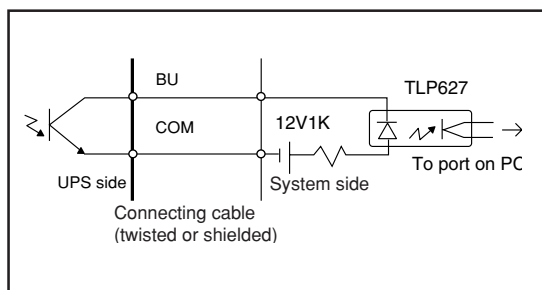 BU
TLP627
COM
12V1K
To port on PC
UPS side
System side
Connecting cable
(twisted or shielded)